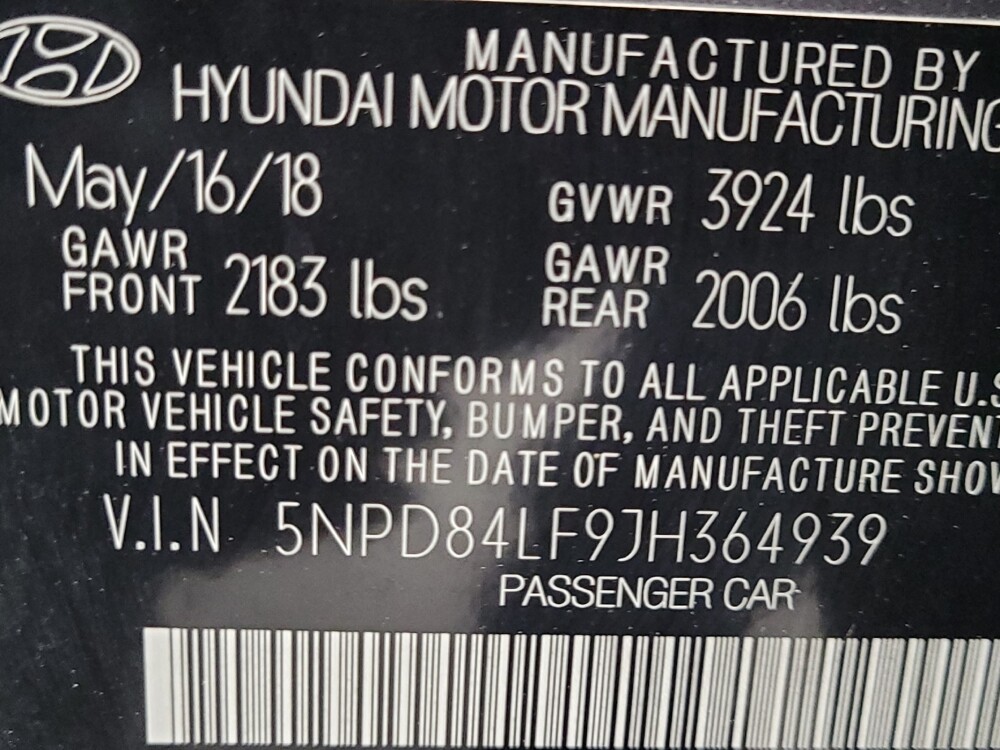 MANUFACTURED BY
HYUNDAI MOTOR MANUFACTURING
May/16/18 GVWR 3924 lbs
GAWR FRONT 2183 lbs GAWR REAR 2006 lbs
THIS VEHICLE CONFORMS TO ALL APPLICABLE U.S
MOTOR VEHICLE SAFETY, BUMPER, AND THEFT PREVENT
IN EFFECT ON THE DATE OF MANUFACTURE SHOW
V.I.N 5NPD84LF9JH364939
PASSENGER CAR